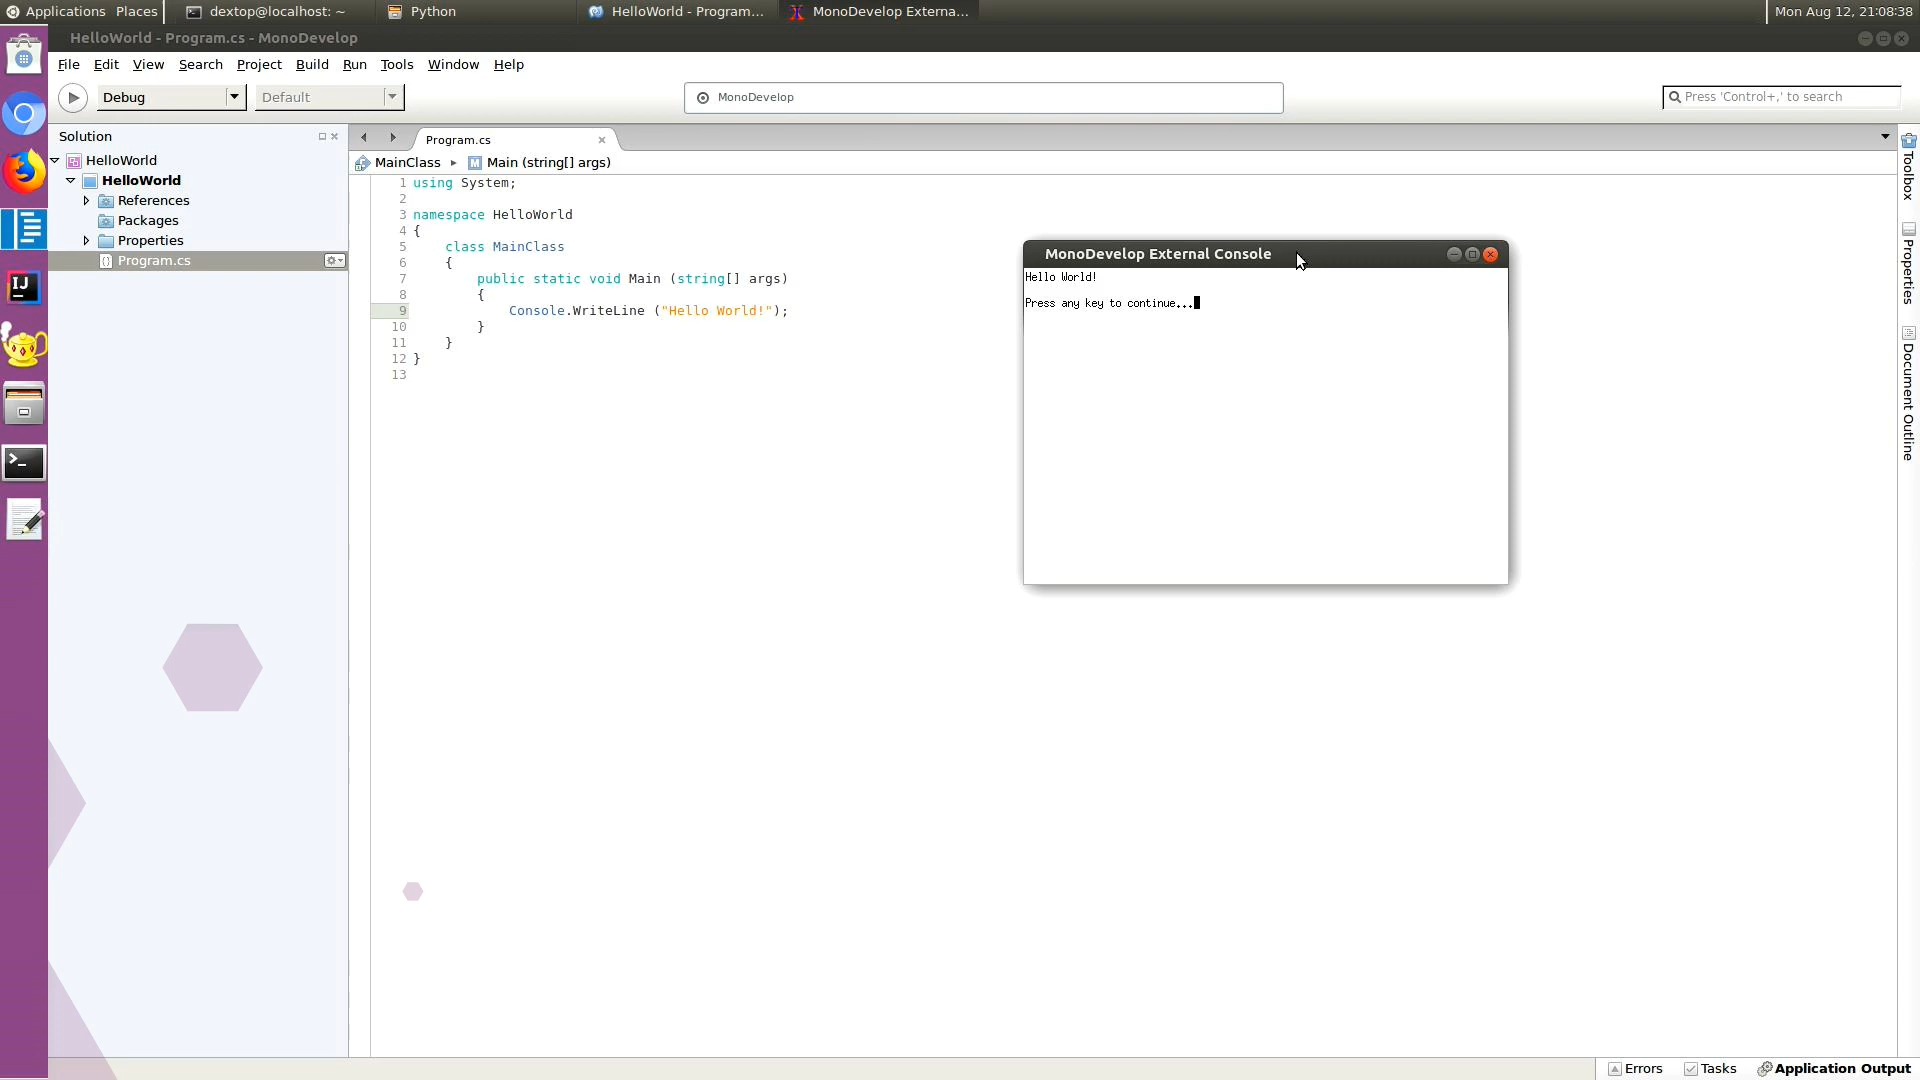 Applications Places dextop@localhost: ~ Python HelloWorld - Program... MonoDevelop Externa... Mon Aug 12, 21:08:38
HelloWorld - Program.cs - MonoDevelop
File Edit View Search Project Build Run Tools Window Help
Debug Default MonoDevelop Press 'Control+,' to search
Solution
HelloWorld
HelloWorld
References
Packages
Properties
Program.cs
Program.cs
MainClass Main (string[] args)
1 using System;
2
3 namespace HelloWorld
4 {
5 class MainClass
6 {
7 public static void Main (string[] args)
8 {
9 Console.WriteLine ("Hello World!");
10 }
11 }
12 }
13
MonoDevelop External Console
Hello World!
Press any key to continue...
Toolbox
Properties
Document Outline
IJ
>_
Errors Tasks Application Output